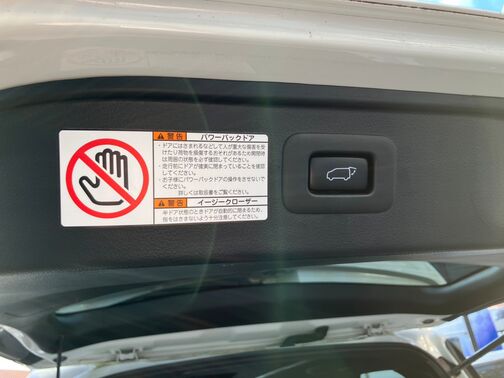 警告 パワーバックドア
・ドアにはさまれるなどして人が重大な傷害を受
けたり荷物を損傷するおそれがあるため開閉時
は周囲の状態を必ず確認してください。
・走行前にドアが確実に閉まっていることを確認
してください。
・お子様にパワーバックドアの操作をさせないで
ください。
詳しくは取扱書をご覧ください。
警告 イージークローザー
半ドア状態のときドアが自動的に閉まるため、
指をはさまないよう十分注意してください。